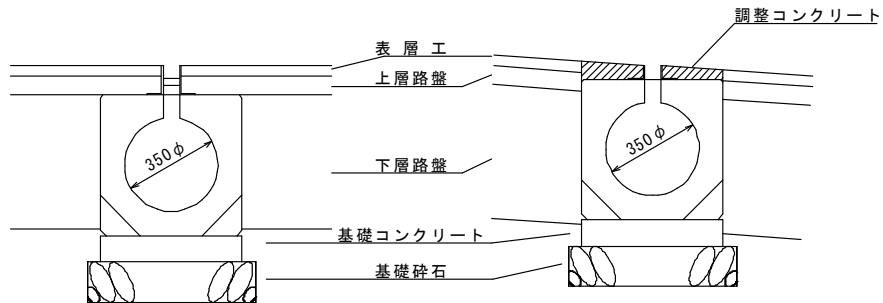 調整コンクリート
表層工
上層路盤
350φ
350φ
下層路盤
基礎コンクリート
基礎砕石